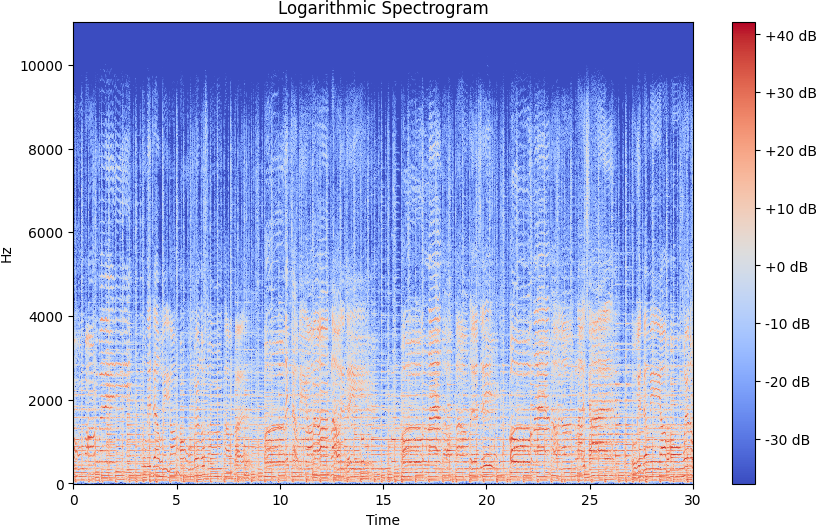 Logarithmic Spectrogram
Hz
10000
8000
6000
4000
2000
0
0 5 10 15 20 25 30
Time
+40 dB
+30 dB
+20 dB
+10 dB
+0 dB
-10 dB
-20 dB
-30 dB